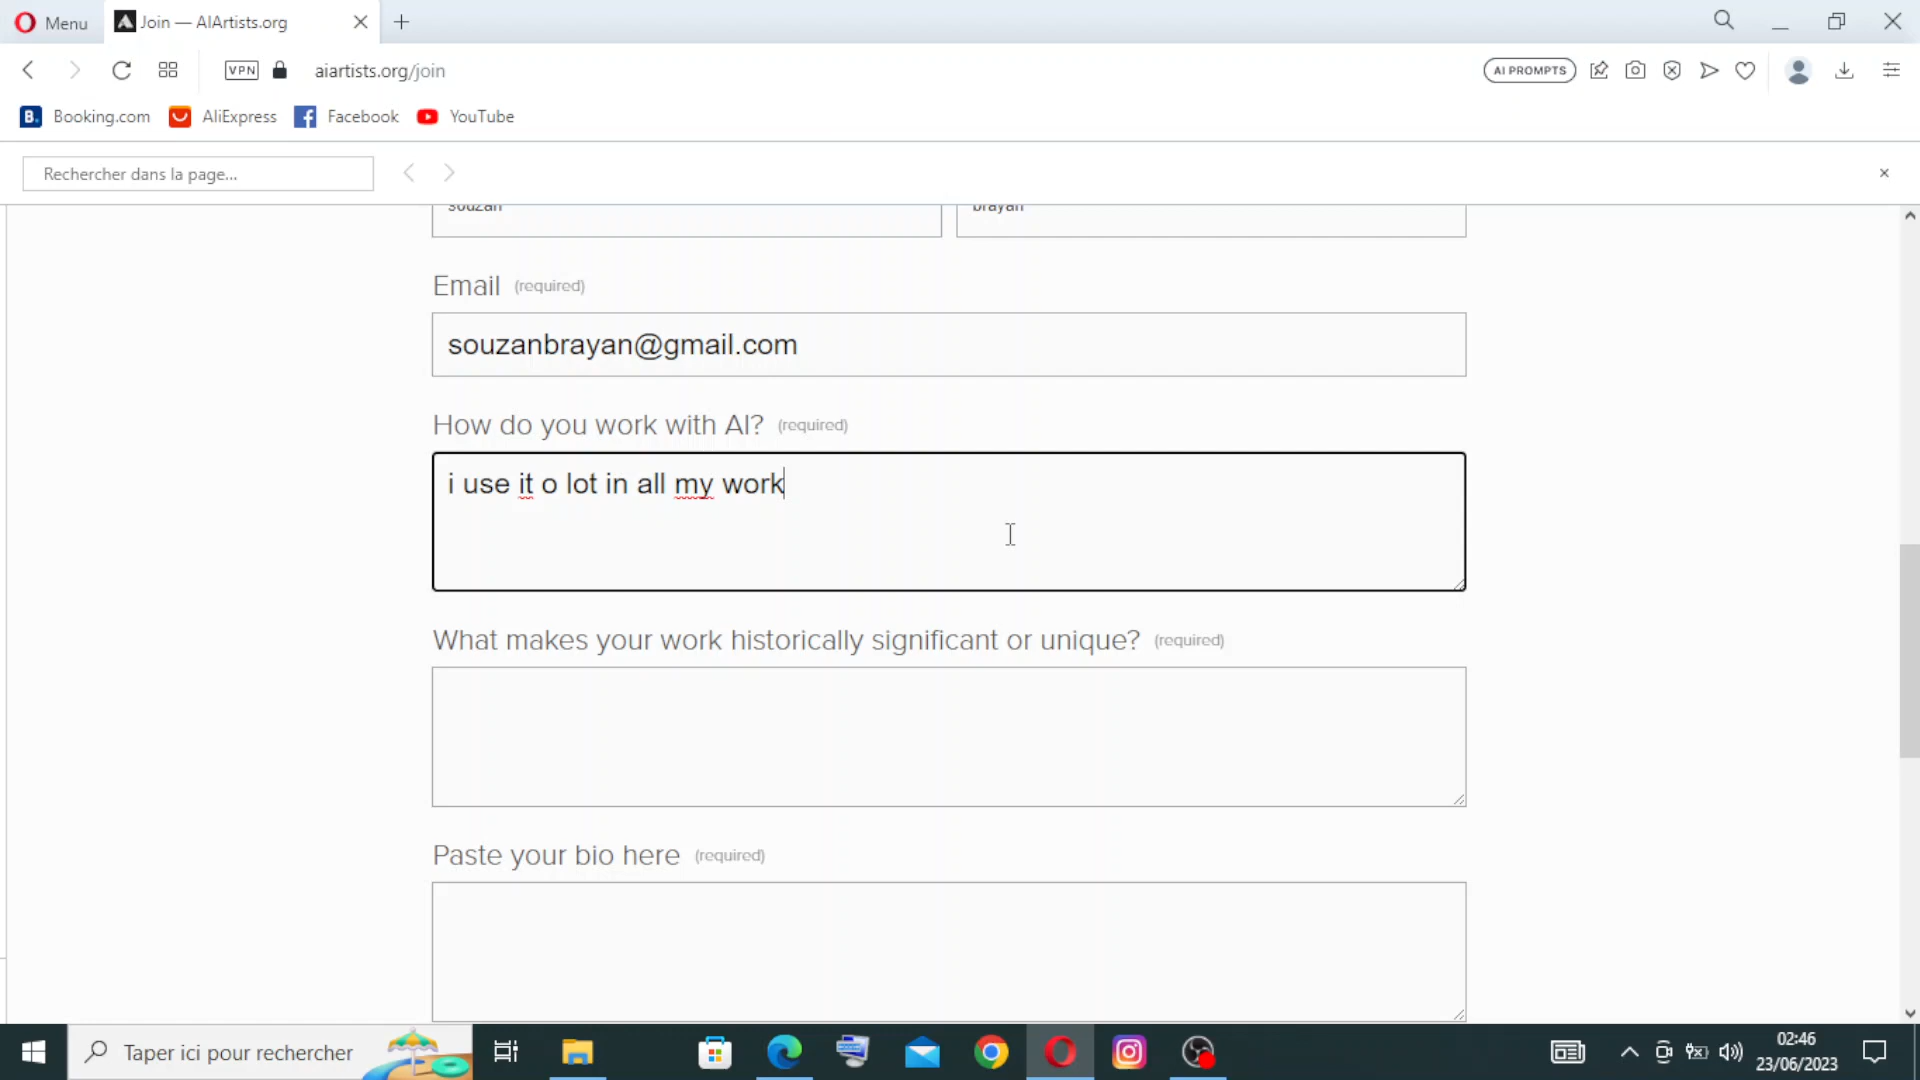 Menu
Join — AIArtists.org
VPN
aiartists.org/join
AI PROMPTS
B.
Booking.com
AliExpress
Facebook
YouTube
Rechercher dans la page...
souzan
brayan
Email (required)
souzanbrayan@gmail.com
How do you work with AI? (required)
i use it o lot in all my work
What makes your work historically significant or unique? (required)
Paste your bio here (required)
Taper ici pour rechercher
02:46
23/06/2023